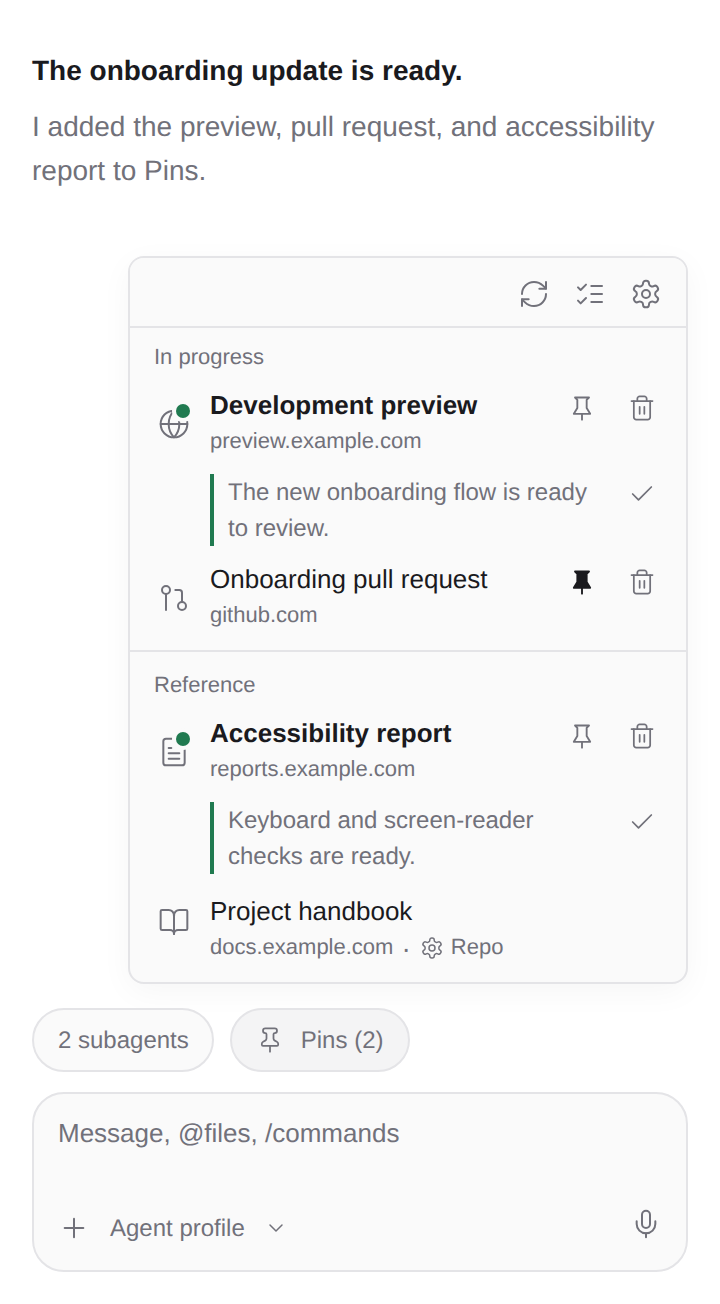 The onboarding update is ready.
I added the preview, pull request, and accessibility
report to Pins.
In progress
Development preview
preview.example.com
The new onboarding flow is ready
to review.
Onboarding pull request
github.com
Reference
Accessibility report
reports.example.com
Keyboard and screen-reader
checks are ready.
Project handbook
docs.example.com · Repo
2 subagents
Pins (2)
Message, @files, /commands
Agent profile